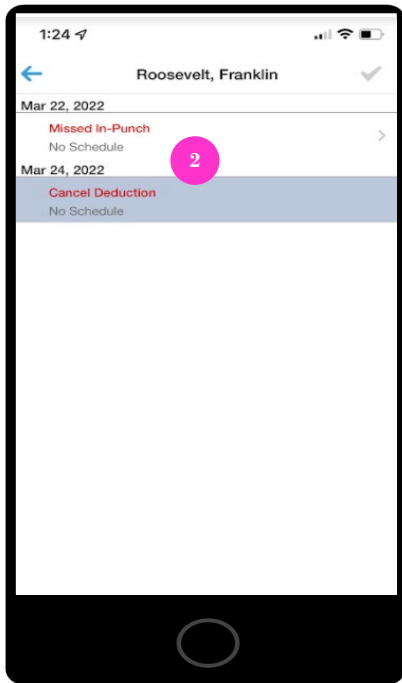 1:24
Roosevelt, Franklin
Mar 22, 2022
Missed In-Punch
No Schedule
2
Mar 24, 2022
Cancel Deduction
No Schedule